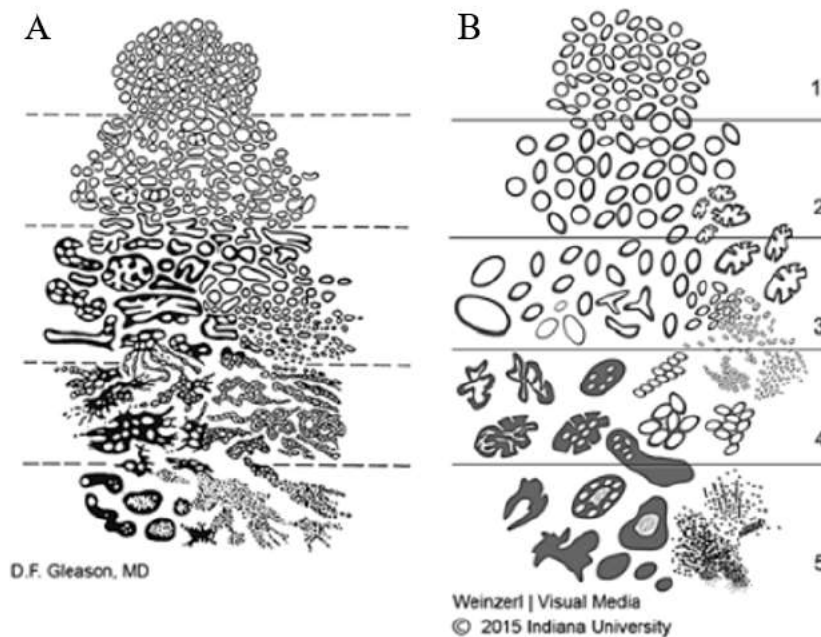 A
B
1
2
3
4
5
D.F. Gleason, MD
Weinzerl | Visual Media
© 2015 Indiana University